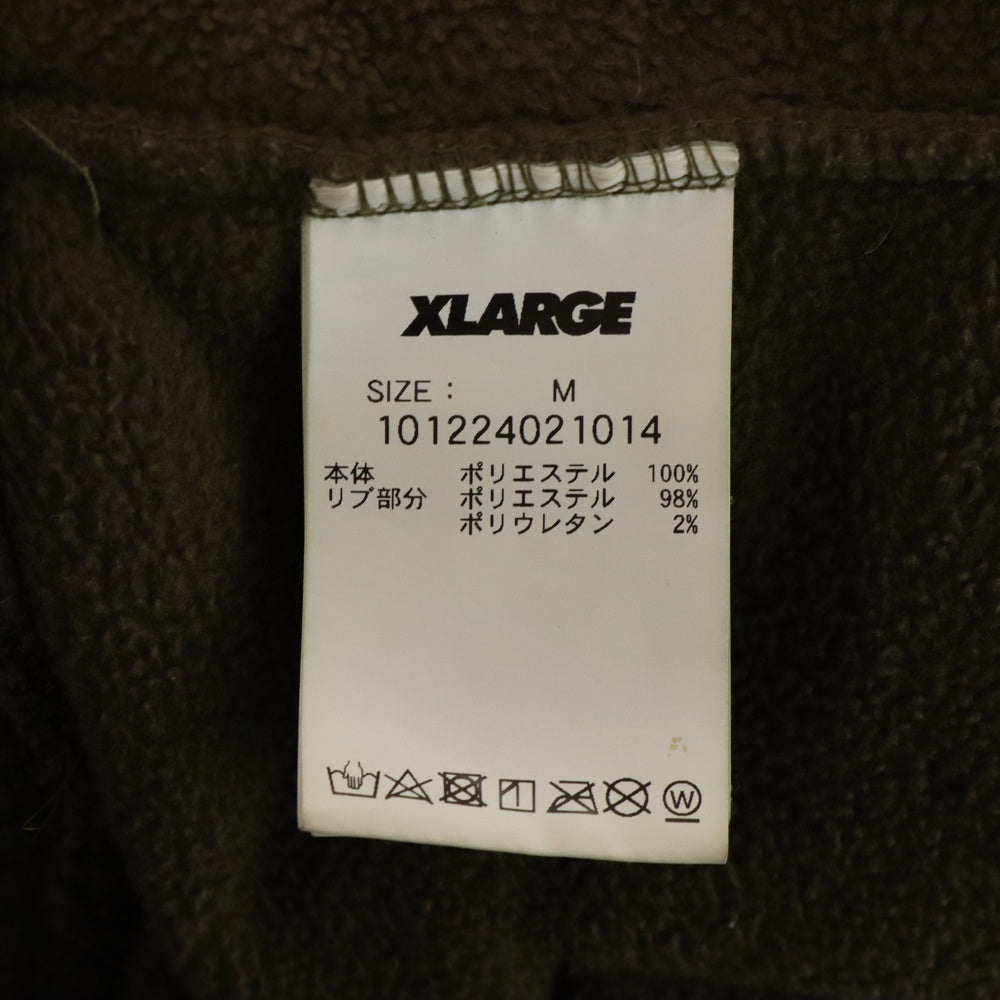 XLARGE
SIZE : M
101224021014
本体 ポリエステル 100%
リブ部分 ポリエステル 98%
ポリウレタン 2%
W